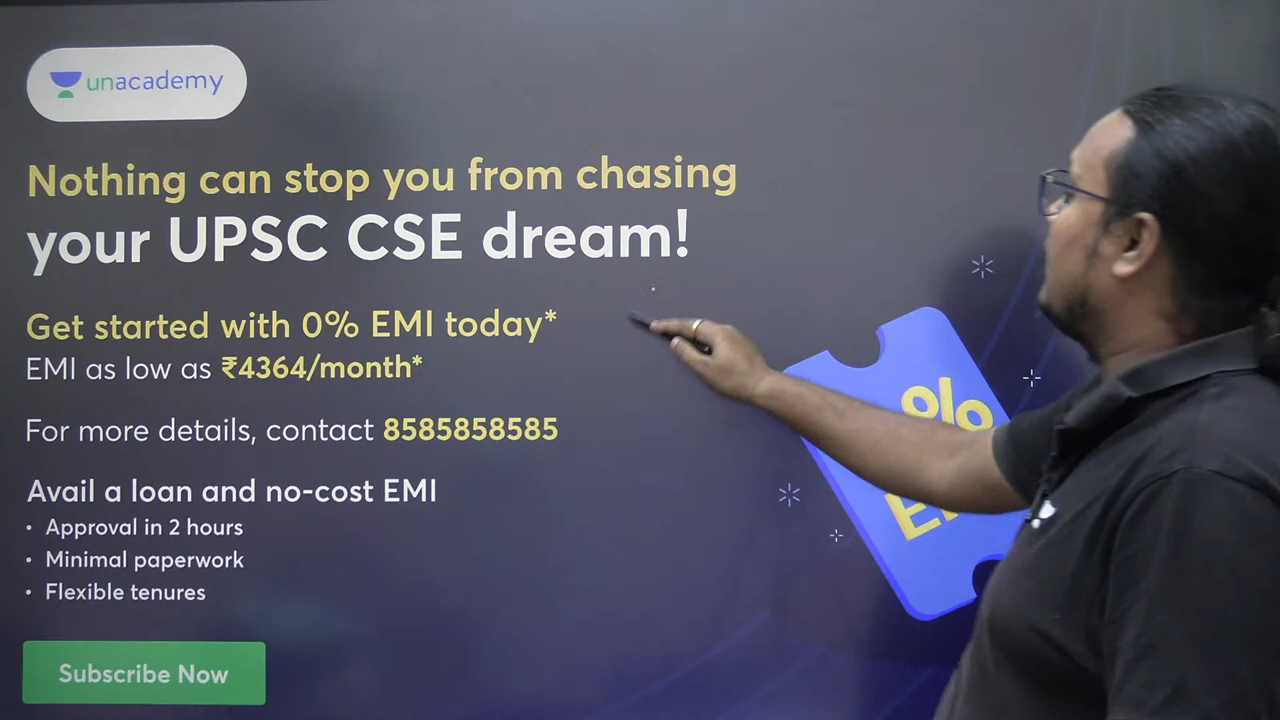 unacademy
Nothing can stop you from chasing
your UPSC CSE dream!
Get started with 0% EMI today*
EMI as low as ₹4364/month*
For more details, contact 8585858585
Avail a loan and no-cost EMI
• Approval in 2 hours
• Minimal paperwork
• Flexible tenures
Subscribe Now
%